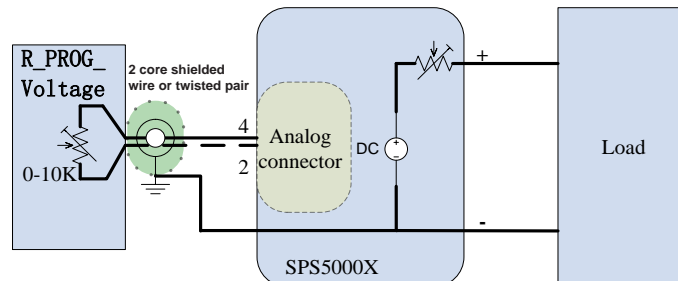 R_PROG_
Voltage
0-10K
2 core shielded
wire or twisted pair
4
2
Analog
connector
DC
+
-
SPS5000X
Load